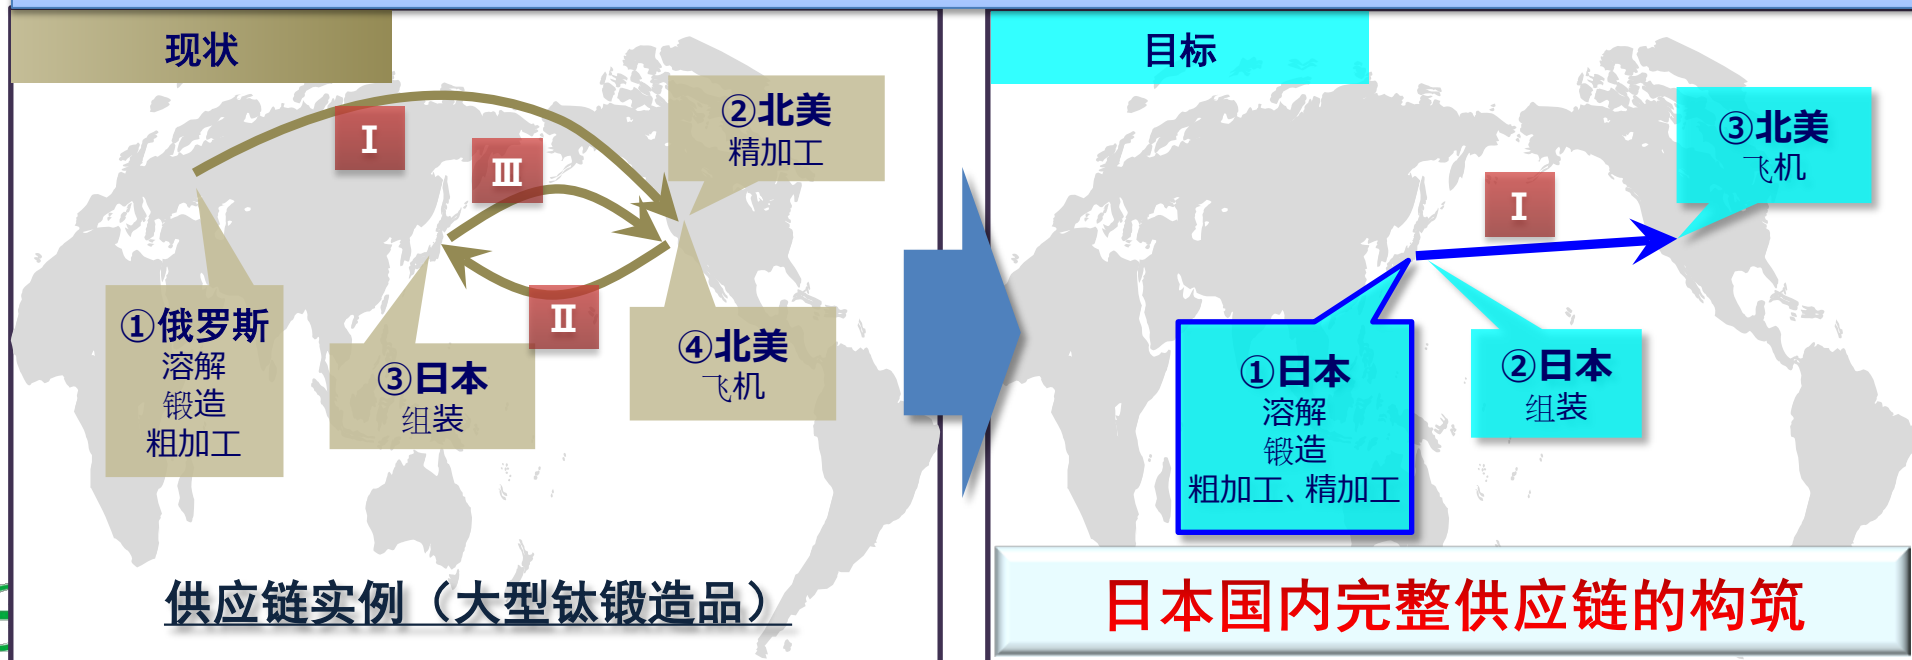 现状
I
III
II
②北美
精加工
①俄罗斯
溶解
锻造
粗加工
③日本
组装
④北美
飞机
供应链实例（大型钛锻造品）
目标
I
③北美
飞机
①日本
溶解
锻造
粗加工、精加工
②日本
组装
日本国内完整供应链的构筑